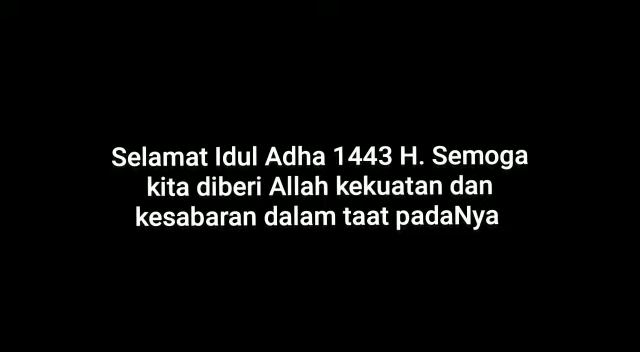 Selamat Idul Adha 1443 H. Semoga
kita diberi Allah kekuatan dan
kesabaran dalam taat padaNya